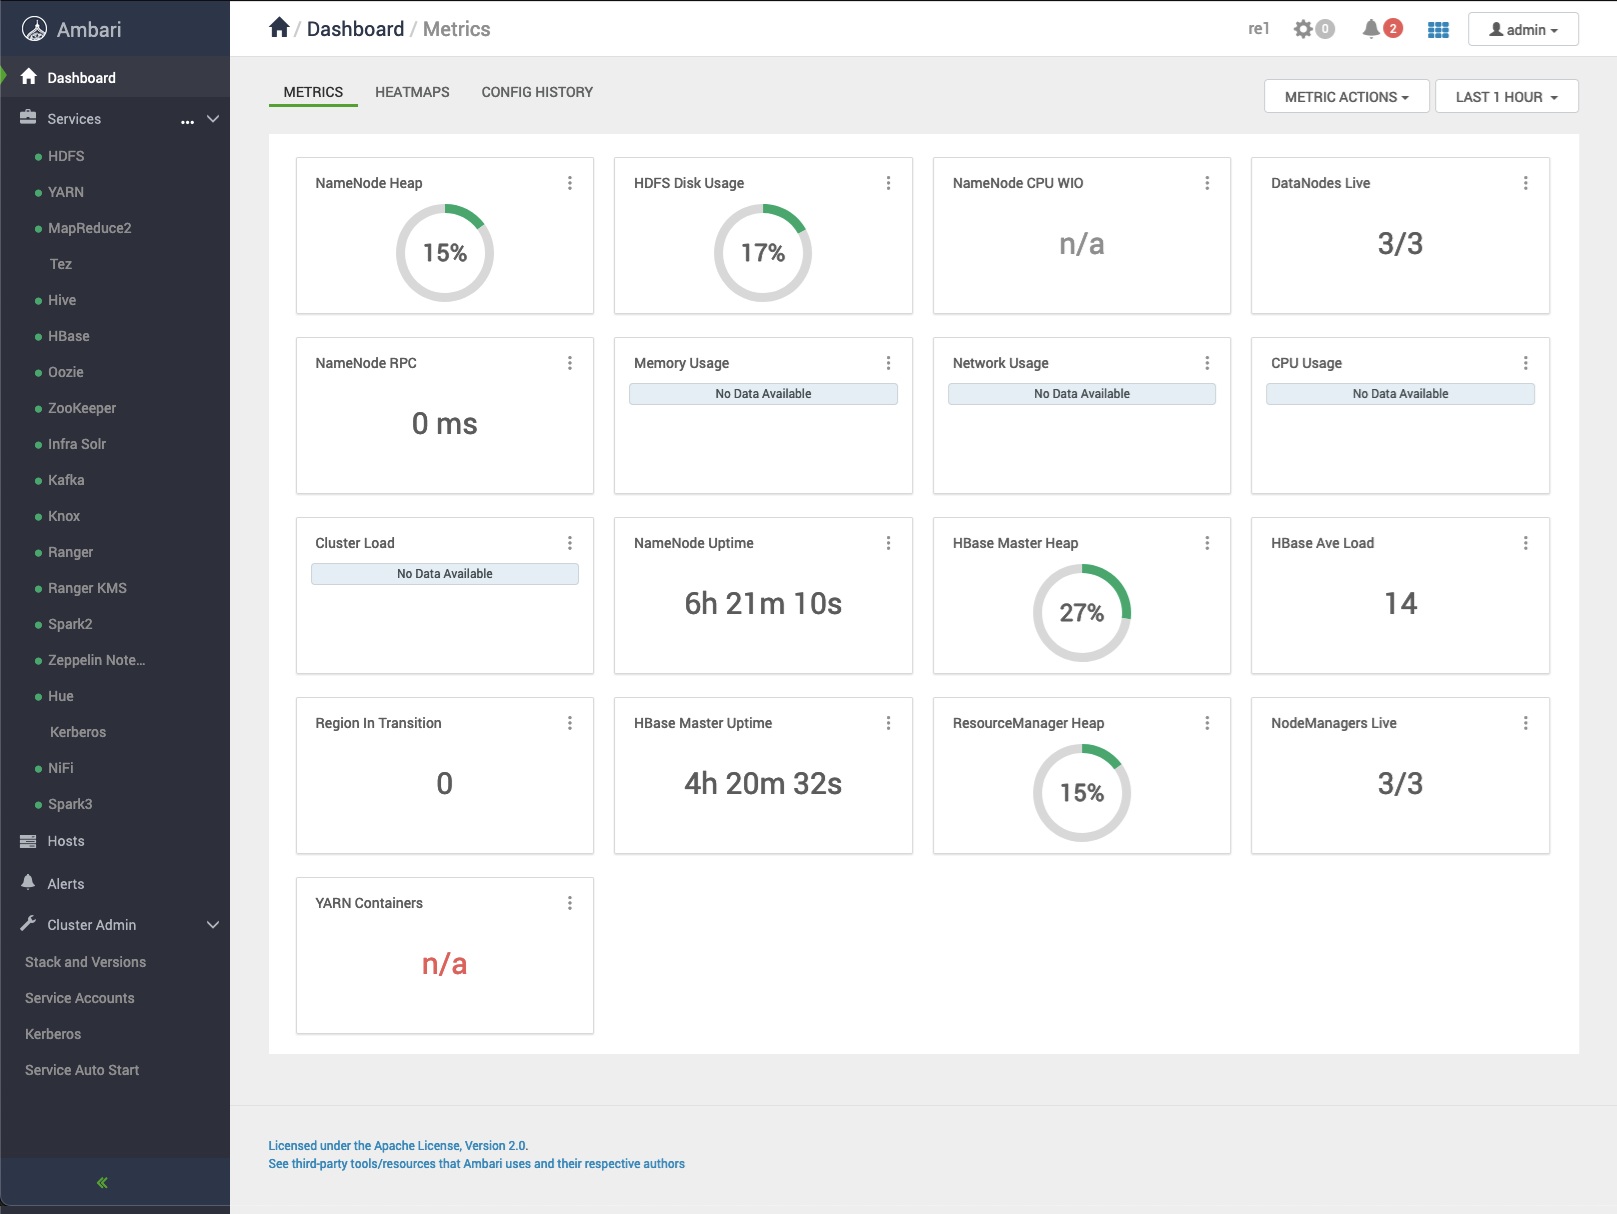 Ambari
Dashboard
Services ...
HDFS
YARN
MapReduce2
Tez
Hive
HBase
Oozie
ZooKeeper
Infra Solr
Kafka
Knox
Ranger
Ranger KMS
Spark2
Zeppelin Note...
Hue
Kerberos
NiFi
Spark3
Hosts
Alerts
Cluster Admin
Stack and Versions
Service Accounts
Kerberos
Service Auto Start
/ Dashboard / Metrics
re1 0 2 admin
METRICS HEATMAPS CONFIG HISTORY
METRIC ACTIONS LAST 1 HOUR
NameNode Heap
15%
HDFS Disk Usage
17%
NameNode CPU WIO
n/a
DataNodes Live
3/3
NameNode RPC
0 ms
Memory Usage
No Data Available
Network Usage
No Data Available
CPU Usage
No Data Available
Cluster Load
No Data Available
NameNode Uptime
6h 21m 10s
HBase Master Heap
27%
HBase Ave Load
14
Region In Transition
0
HBase Master Uptime
4h 20m 32s
ResourceManager Heap
15%
NodeManagers Live
3/3
YARN Containers
n/a
Licensed under the Apache License, Version 2.0.
See third-party tools/resources that Ambari uses and their respective authors